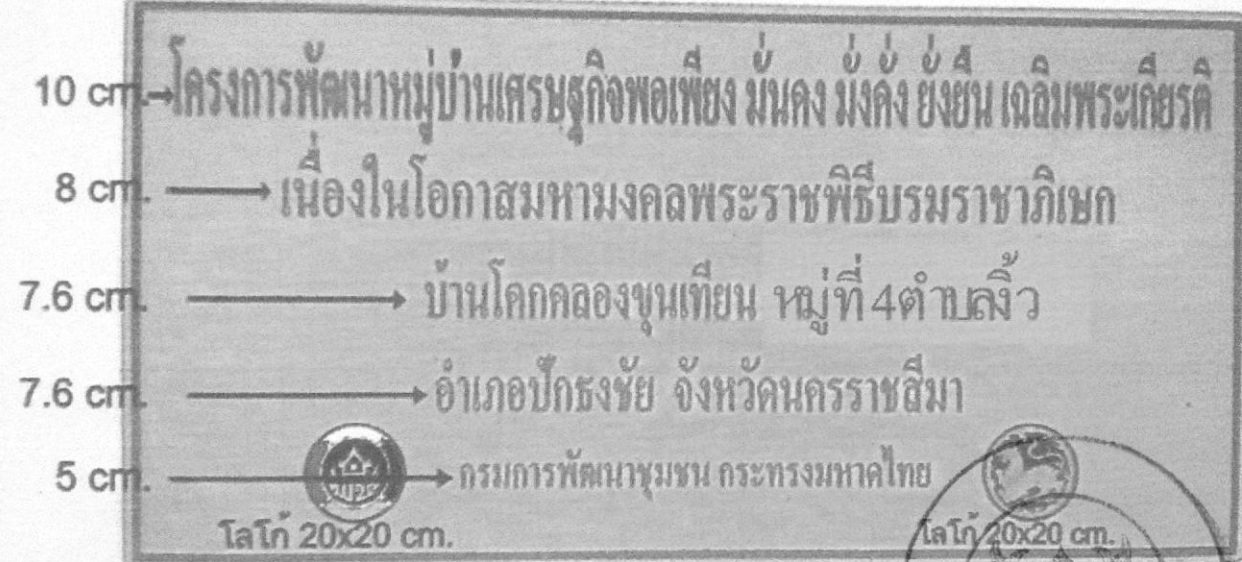 10 cm. โครงการพัฒนาหมู่บ้านเศรษฐกิจพอเพียง มั่นคง มั่งคั่ง ยั่งยืน เฉลิมพระเกียรติ
8 cm. เนื่องในโอกาสมหามงคลพระราชพิธีบรมราชาภิเษก
7.6 cm. บ้านโคกคลองขุนเทียน หมู่ที่ 4ตำบลงิ้ว
7.6 cm. อำเภอปักธงชัย จังหวัดนครราชสีมา
5 cm. กรมการพัฒนาชุมชน กระทรงมหาดไทย
โลโก้ 20x20 cm. โลโก้ 20x20 cm.